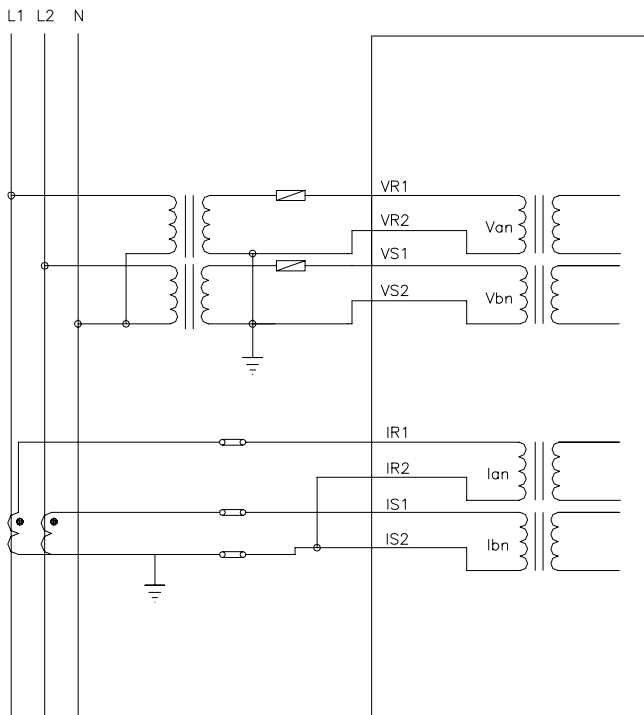 L1 L2 N
VR1
VR2
Van
VS1
VS2
Vbn
IR1
IR2
Ian
IS1
IS2
Ibn